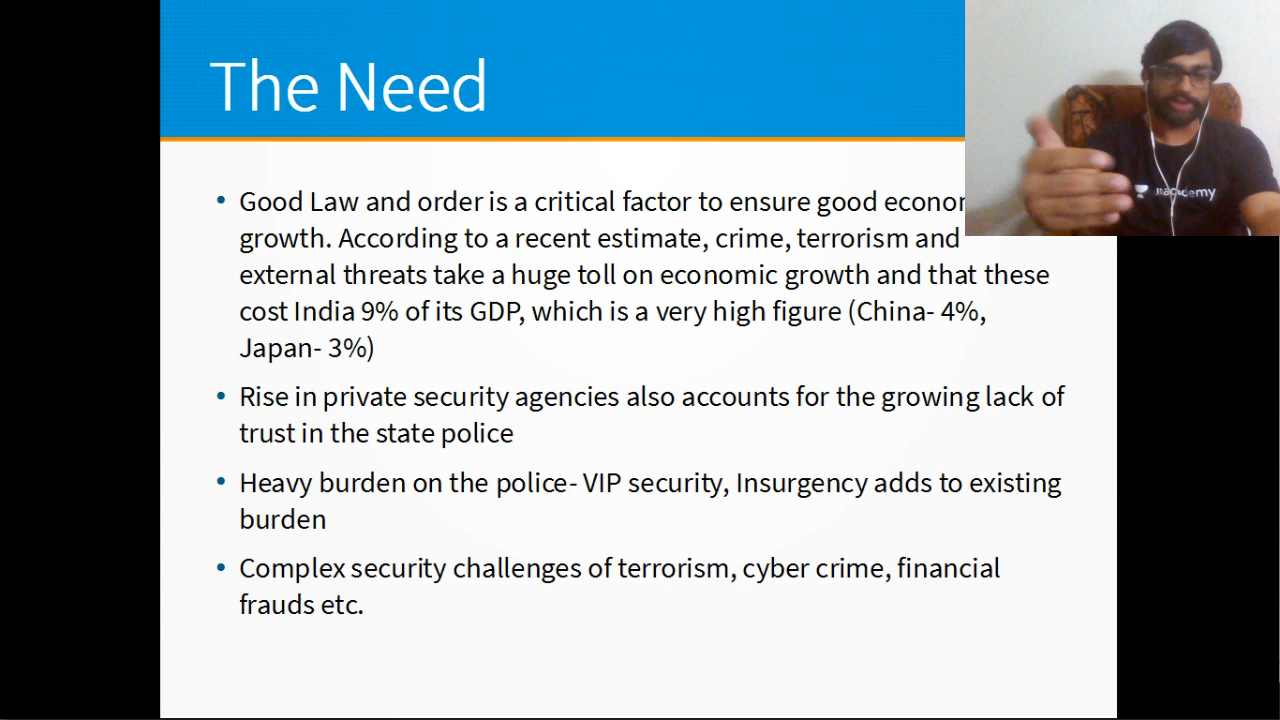 The Need
• Good Law and order is a critical factor to ensure good
growth. According to a recent estimate, crime, terrorism and
external threats take a huge toll on economic growth and that these
cost India 9% of its GDP, which is a very high figure (China- 4%,
Japan- 3%)
• Rise in private security agencies also accounts for the growing lack of
trust in the state police
• Heavy burden on the police- VIP security, Insurgency adds to existing
burden
• Complex security challenges of terrorism, cyber crime, financial
frauds etc.